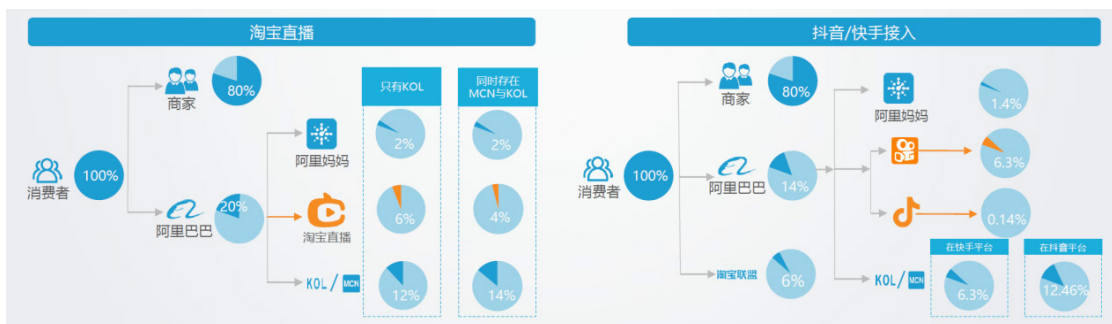 淘宝直播
商家
80%
消费者
100%
阿里巴巴
20%
阿里妈妈
淘宝直播
KOL/MCN
只有KOL
2%
6%
12%
同时存在
MCN与KOL
2%
4%
14%
抖音/快手接入
商家
80%
消费者
100%
阿里巴巴
14%
淘宝联盟
6%
阿里妈妈
1.4%
6.3%
0.14%
KOL/MCN
在快手平台
6.3%
在抖音平台
12.46%